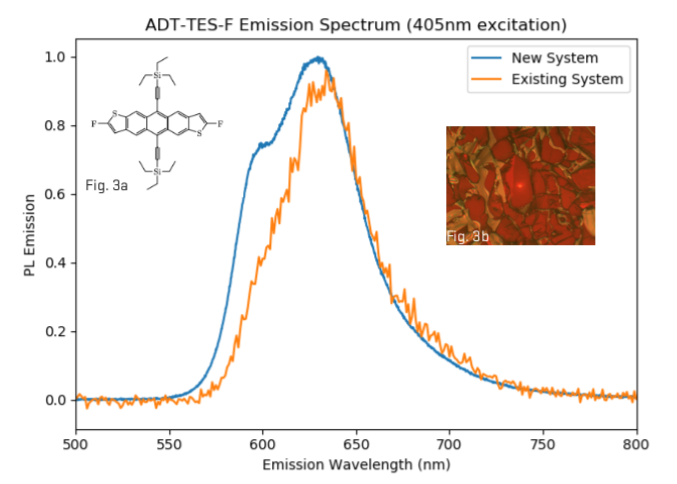 ADT-TES-F Emission Spectrum (405nm excitation)
New System
Existing System
1.0
0.8
0.6
0.4
0.2
0.0
PL Emission
Si
S
F
F
S
Si
Fig. 3a
Fig. 3b
500
550
600
650
700
750
800
Emission Wavelength (nm)